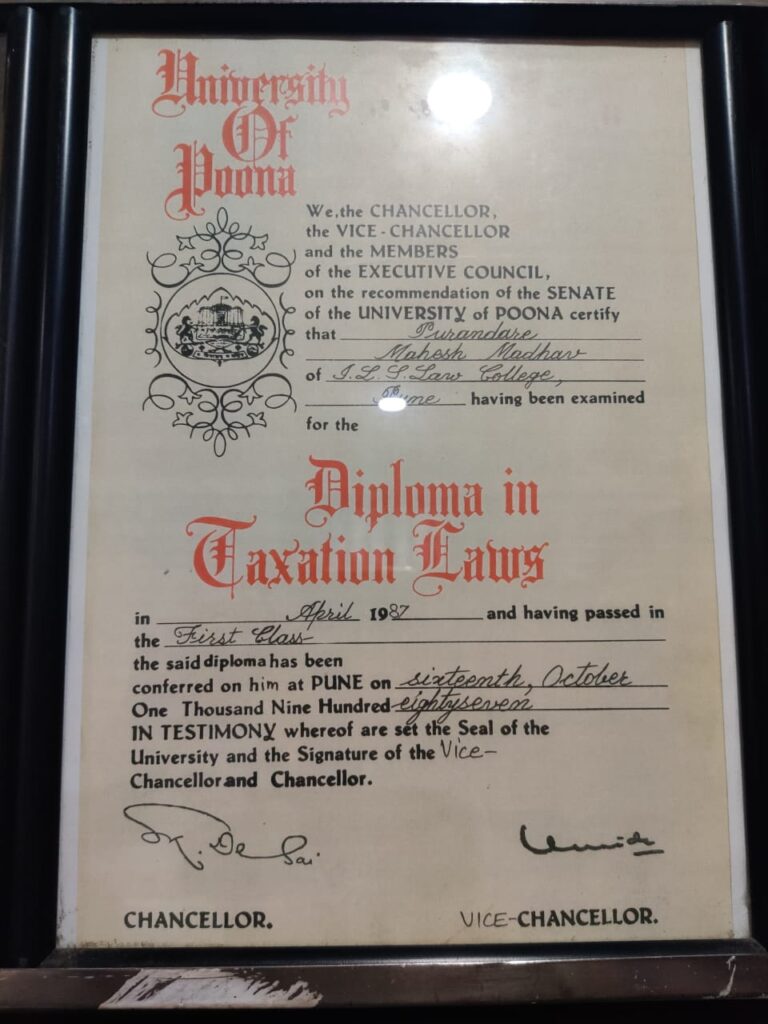 University
Of
Poona
We, the CHANCELLOR,
the VICE-CHANCELLOR
and the MEMBERS
of the EXECUTIVE COUNCIL,
on the recommendation of the SENATE
of the UNIVERSITY of POONA certify
that Purandare
Mahesh Madhav
of I.L.S. Law College,
Pune having been examined
for the
Diploma in
Taxation Laws
in April 1987 and having passed in
the First Class
the said diploma has been
conferred on him at PUNE on sixteenth, October
One Thousand Nine Hundred eightyseven
IN TESTIMONY whereof are set the Seal of the
University and the Signature of the Vice-
Chancellor and Chancellor.
CHANCELLOR. VICE-CHANCELLOR.